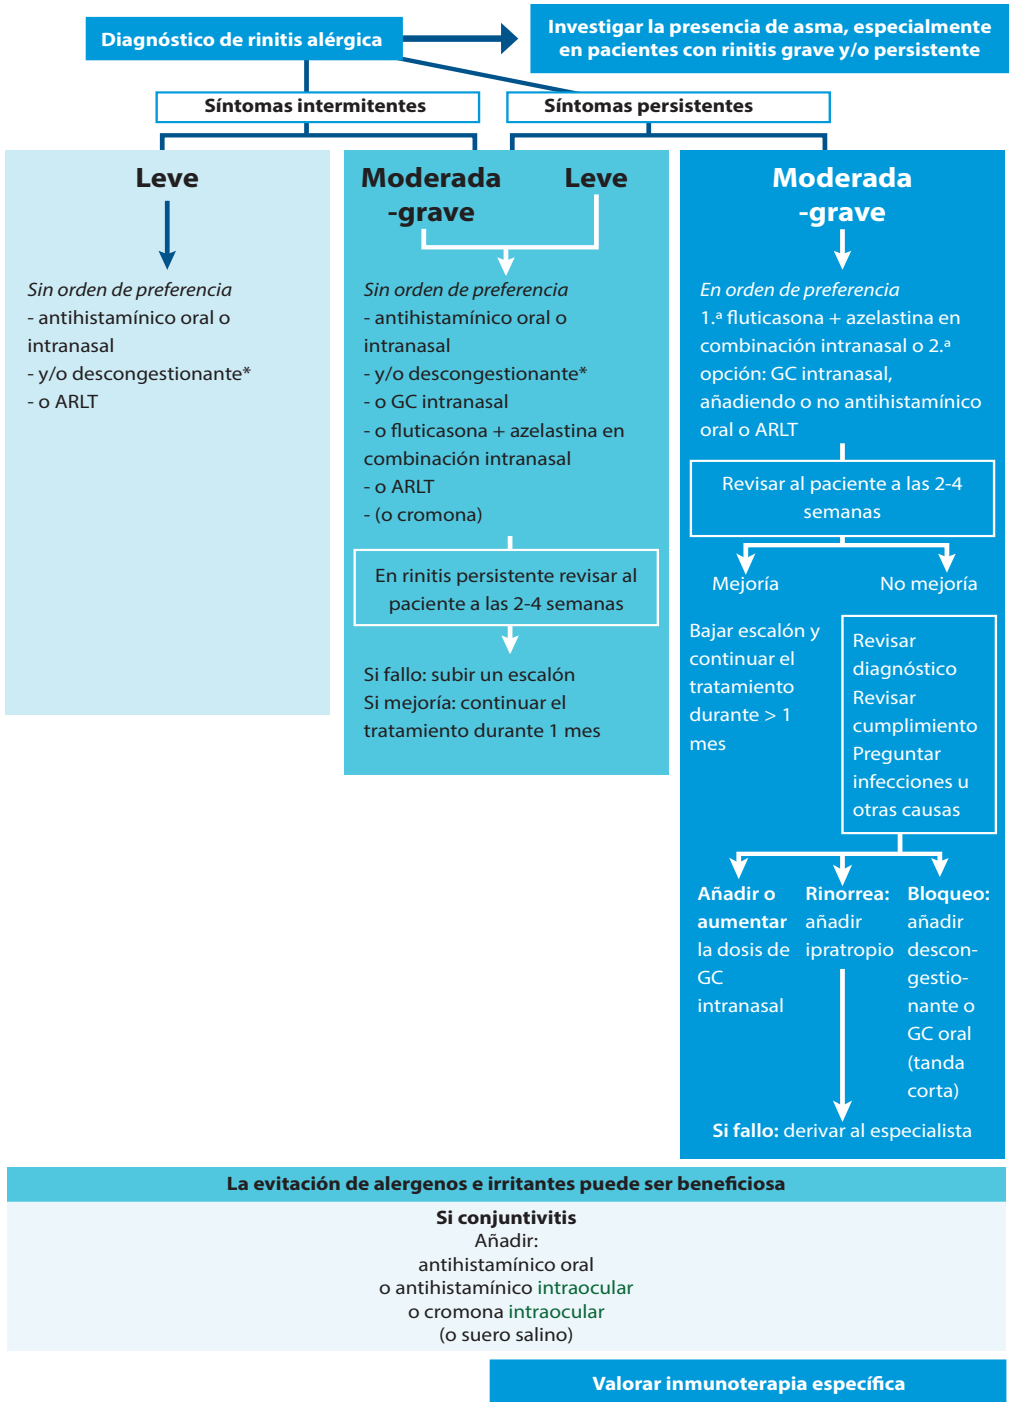 Diagnóstico de rinitis alérgica
Investigar la presencia de asma, especialmente
en pacientes con rinitis grave y/o persistente
Síntomas intermitentes
Síntomas persistentes
Leve
Sin orden de preferencia
- antihistamínico oral o
intranasal
- y/o descongestionante*
- o ARLT
Moderada
-grave
Leve
Sin orden de preferencia
- antihistamínico oral o
intranasal
- y/o descongestionante*
- o GC intranasal
- o fluticasona + azelastina en
combinación intranasal
- o ARLT
- (o cromona)
En rinitis persistente revisar al
paciente a las 2-4 semanas
Si fallo: subir un escalón
Si mejoría: continuar el
tratamiento durante 1 mes
Moderada
-grave
En orden de preferencia
1.ª fluticasona + azelastina en
combinación intranasal o 2.ª
opción: GC intranasal,
añadiendo o no antihistamínico
oral o ARLT
Revisar al paciente a las 2-4
semanas
Mejoría
No mejoría
Bajar escalón y
continuar el
tratamiento
durante > 1
mes
Revisar
diagnóstico
Revisar
cumplimiento
Preguntar
infecciones u
otras causas
Añadir o
aumentar
la dosis de
GC
intranasal
Rinorrea:
añadir
ipratropio
Bloqueo:
añadir
descon-
gestio-
nante o
GC oral
(tanda
corta)
Si fallo: derivar al especialista
La evitación de alergenos e irritantes puede ser beneficiosa
Si conjuntivitis
Añadir:
antihistamínico oral
o antihistamínico intraocular
o cromona intraocular
(o suero salino)
Valorar inmunoterapia específica